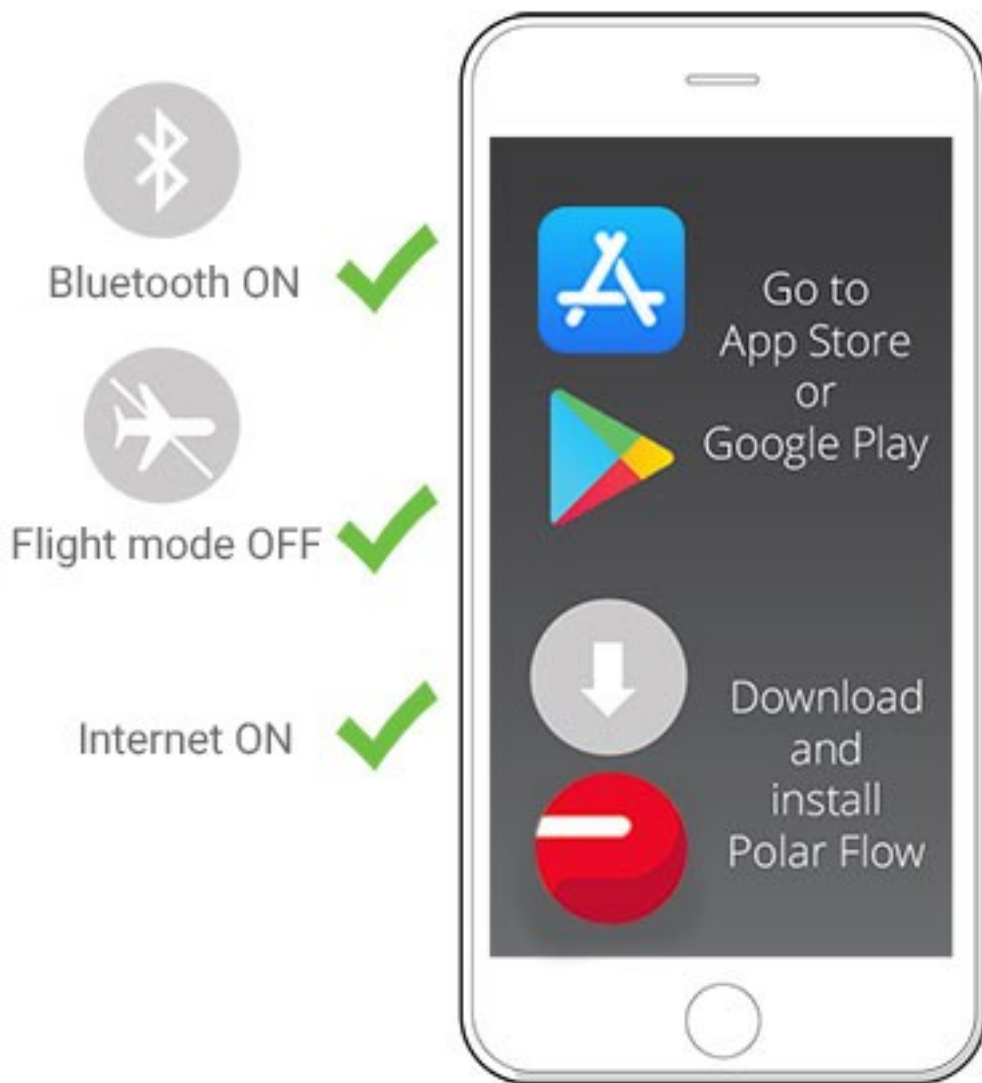 Bluetooth ON
Flight mode OFF
Internet ON
Go to
App Store
or
Google Play
Download
and
install
Polar Flow